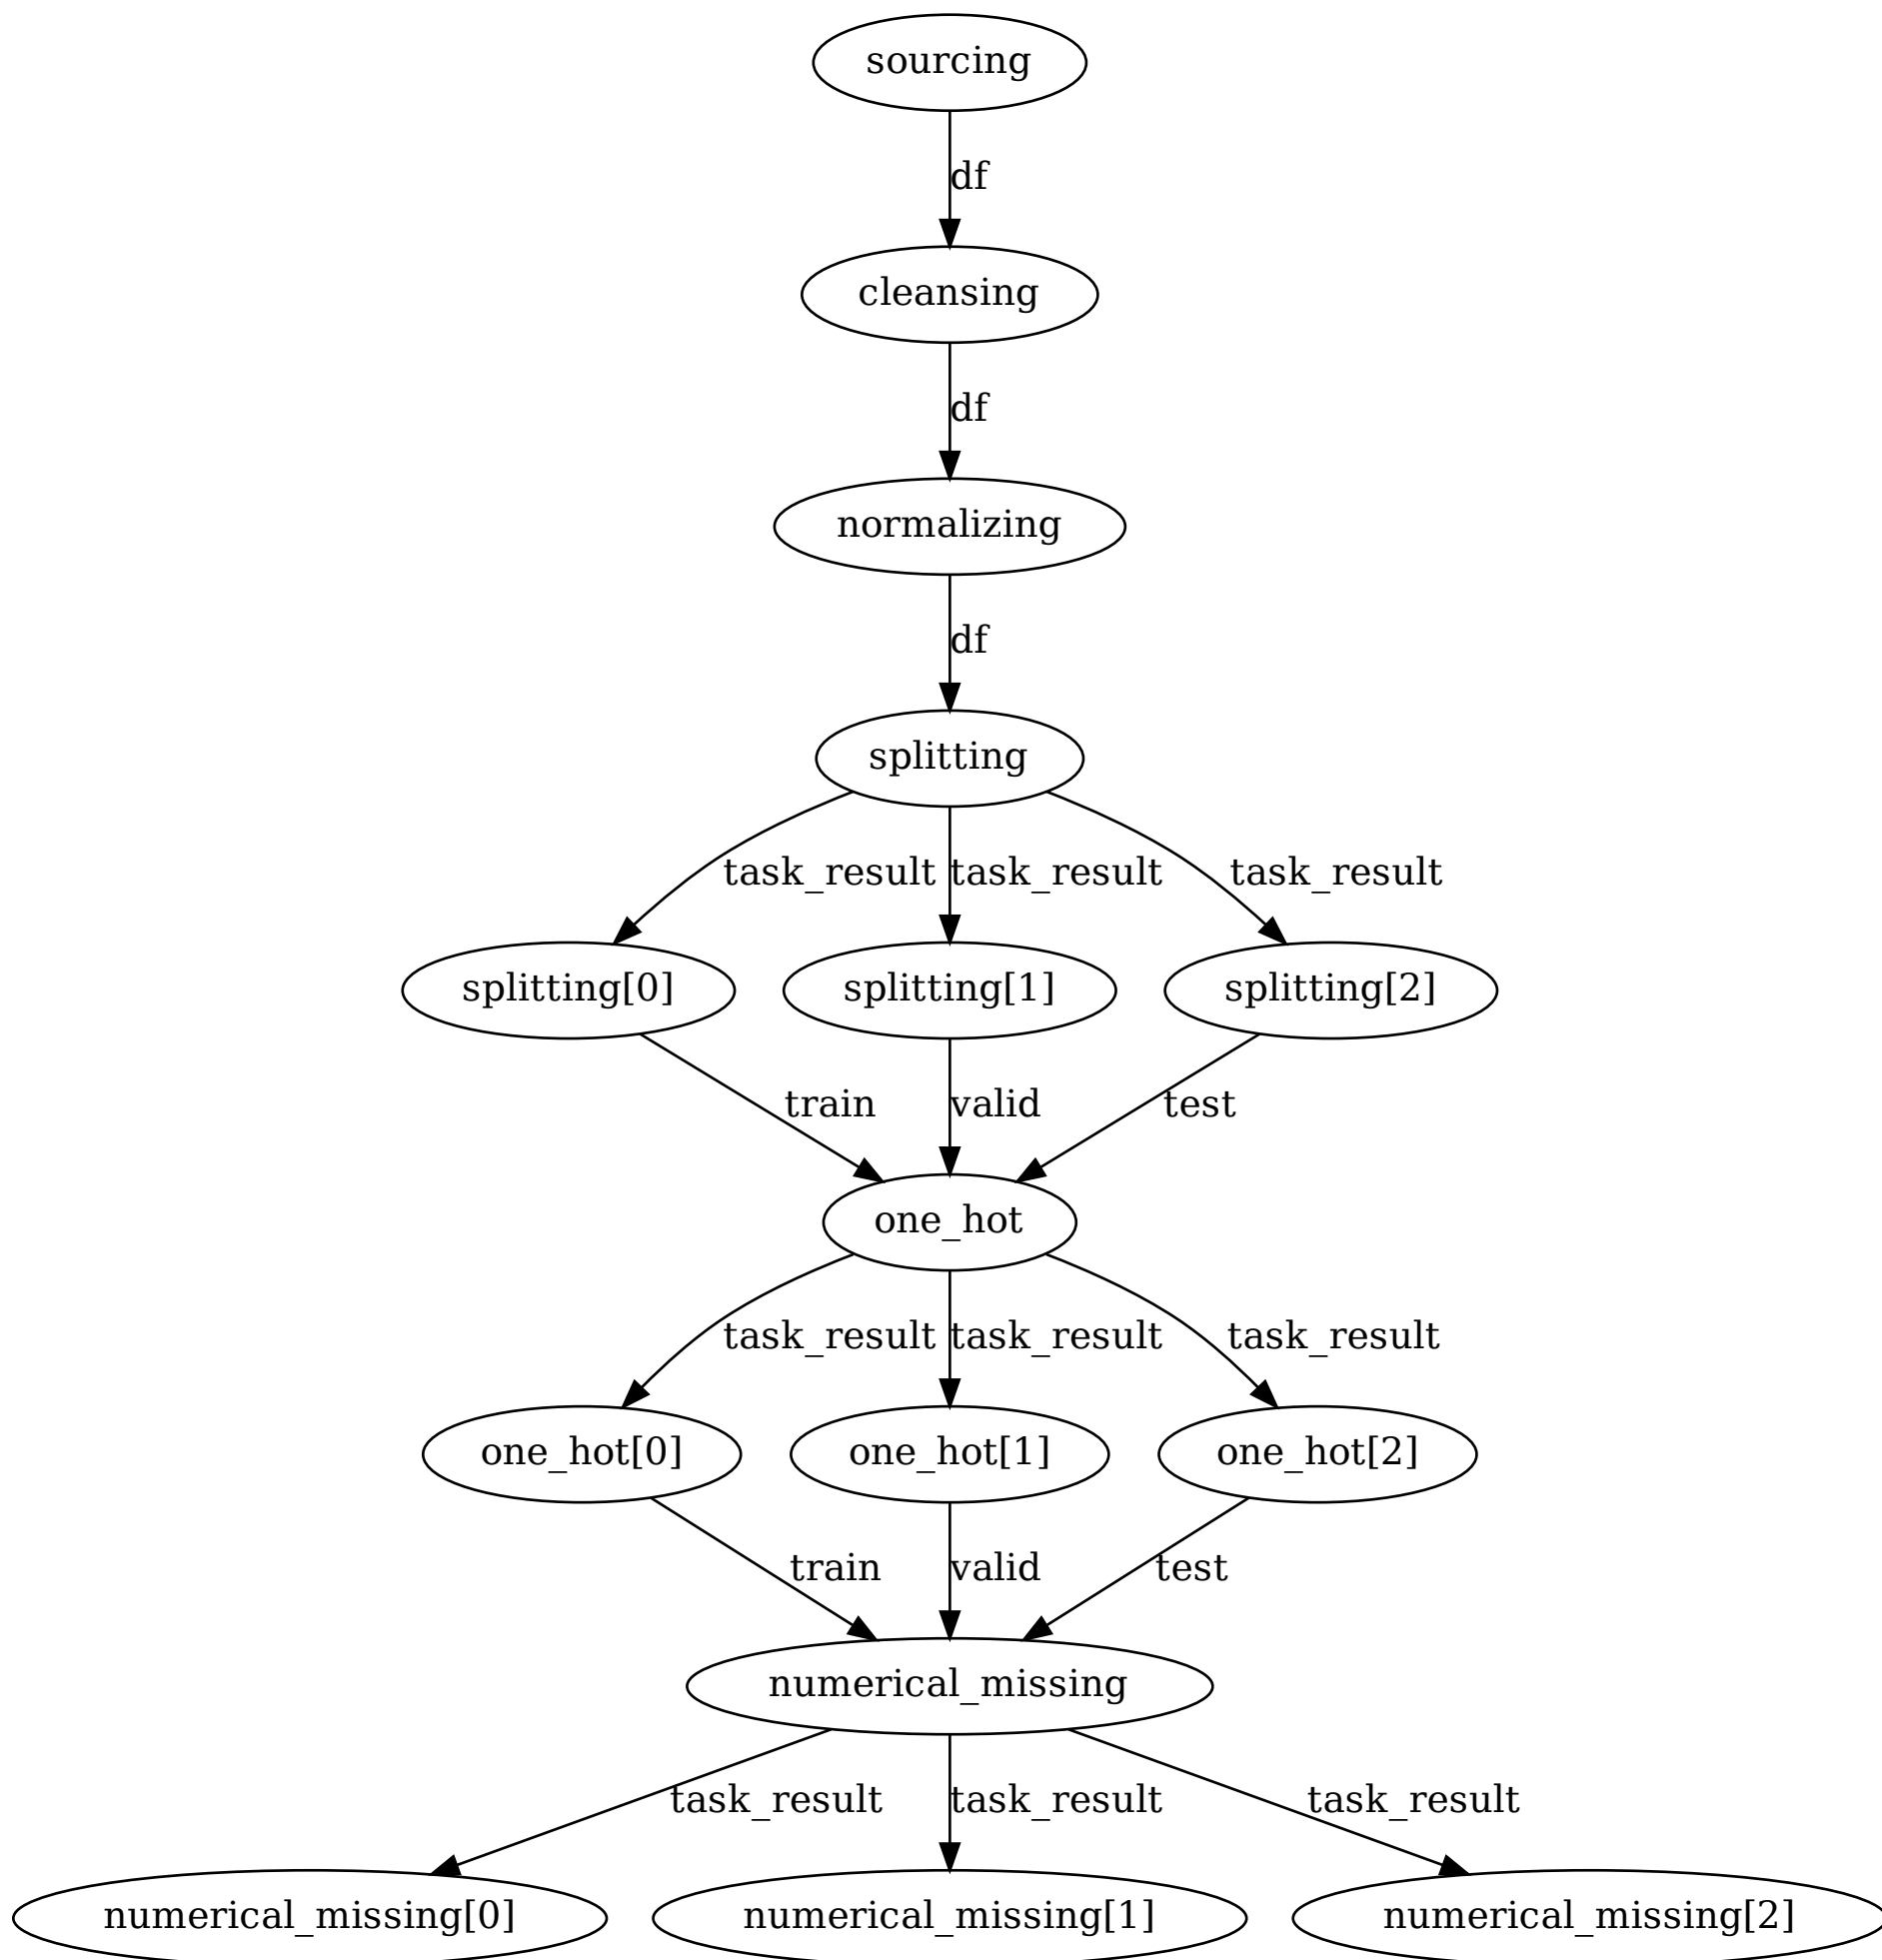 sourcing
df
cleansing
df
normalizing
df
splitting
task_result task_result task_result
splitting[0] splitting[1] splitting[2]
train valid test
one_hot
task_result task_result task_result
one_hot[0] one_hot[1] one_hot[2]
train valid test
numerical_missing
task_result task_result task_result
numerical_missing[0] numerical_missing[1] numerical_missing[2]